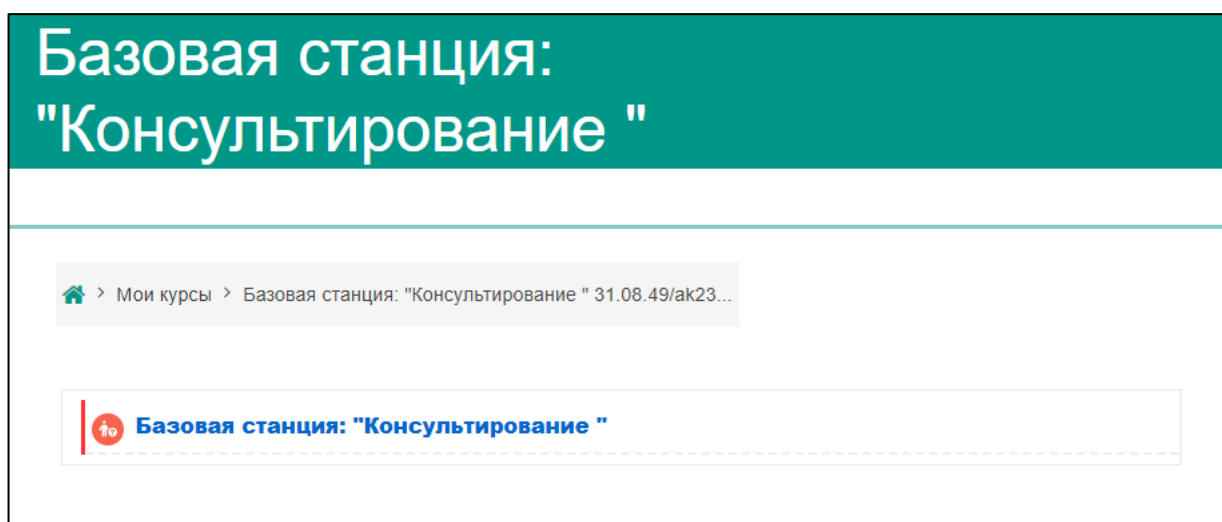 Базовая станция:
"Консультирование "
Мои курсы > Базовая станция: "Консультирование " 31.08.49/ak23...
Базовая станция: "Консультирование "